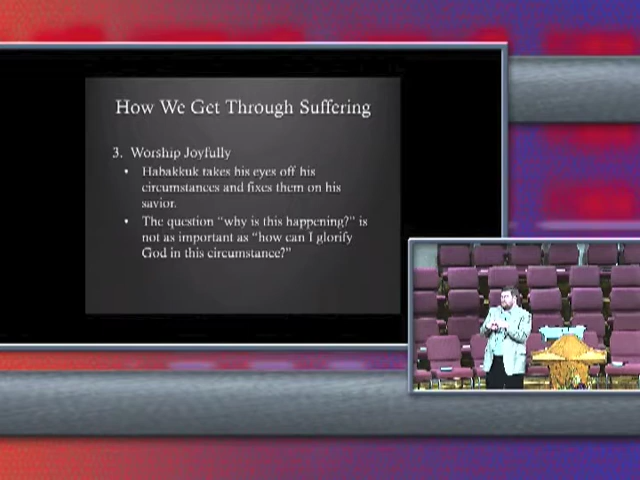 How We Get Through Suffering
3. Worship Joyfully
• Habakkuk takes his eyes off his
circumstances and fixes them on his
savior.
• The question “why is this happening?” is
not as important as “how can I glorify
God in this circumstance?”